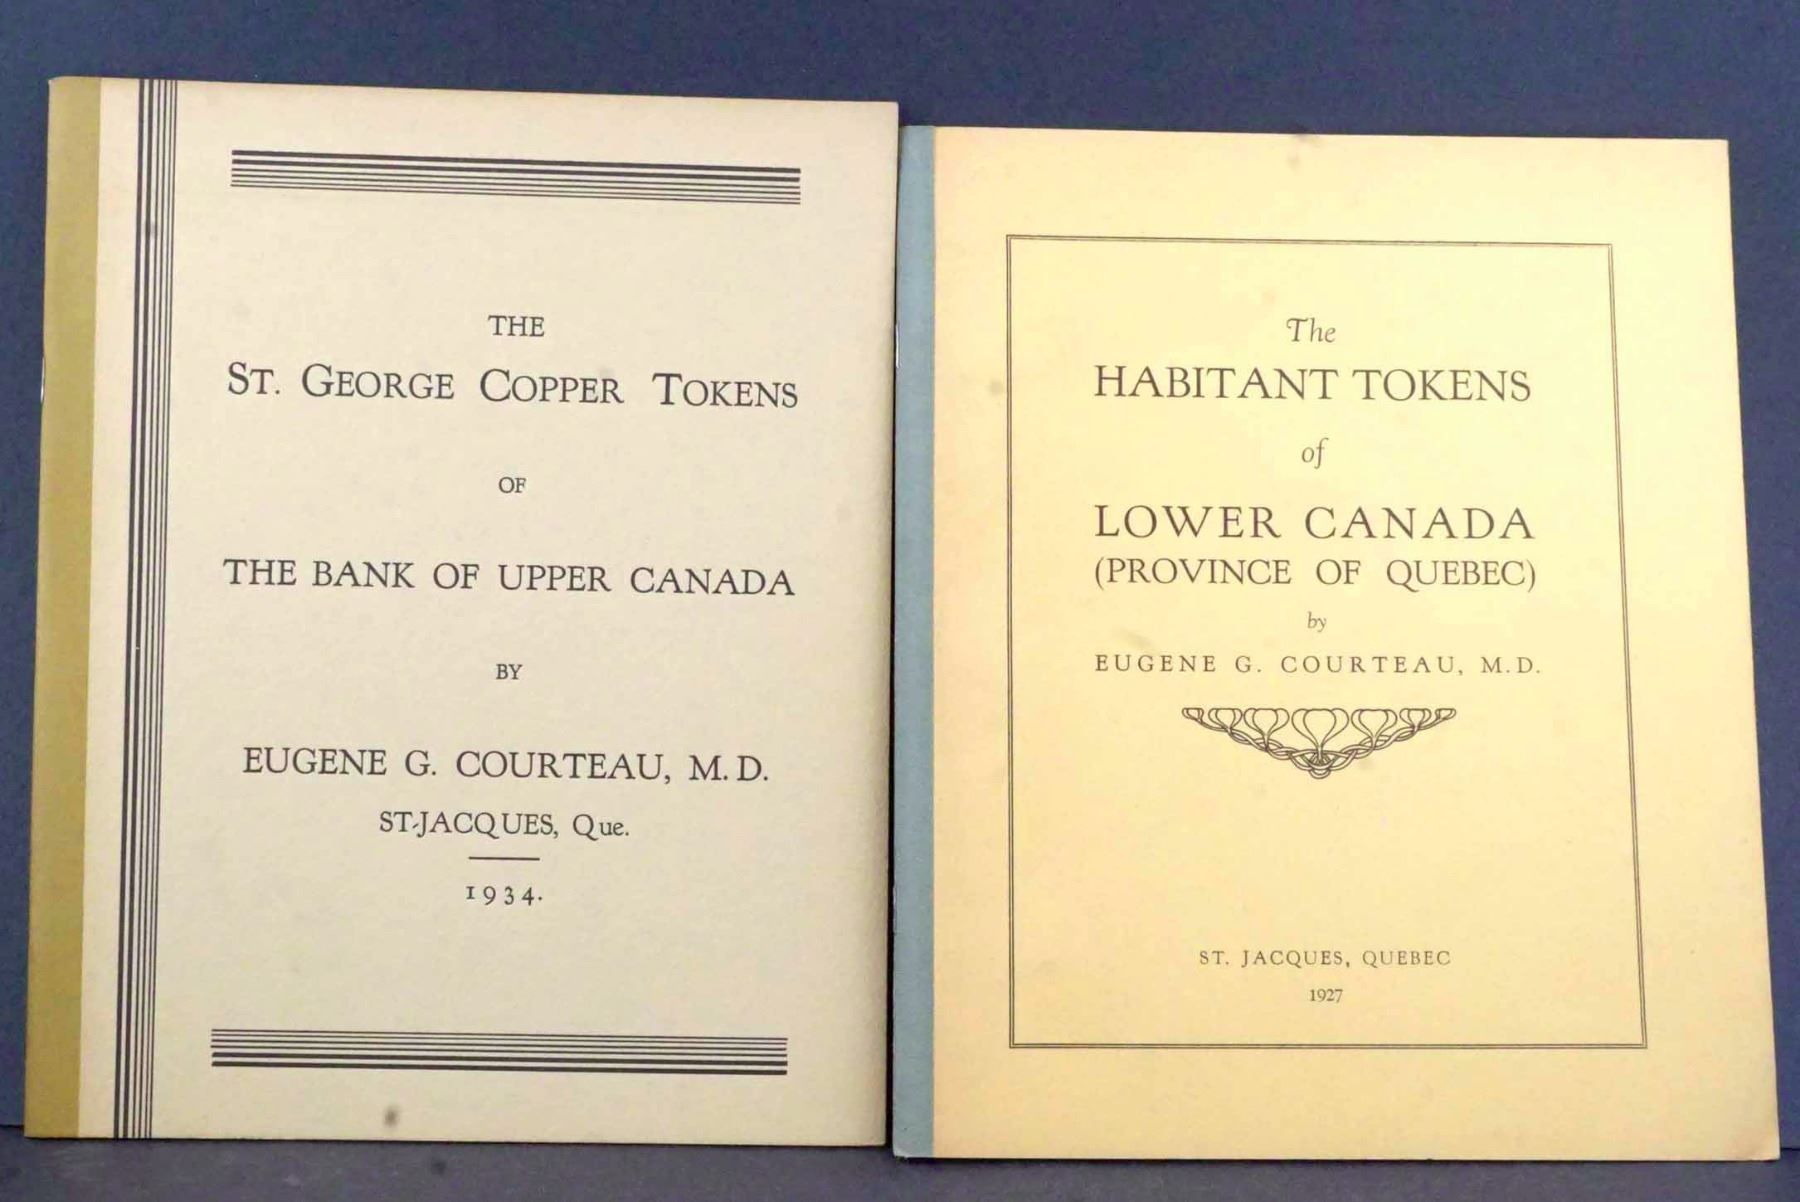 THE
ST. GEORGE COPPER TOKENS
OF
THE BANK OF UPPER CANADA
BY
EUGENE G. COURTEAU, M. D.
ST-JACQUES, Que.
1934.
The
HABITANT TOKENS
of
LOWER CANADA
(PROVINCE OF QUEBEC)
by
EUGENE G. COURTEAU, M.D.
ST. JACQUES, QUEBEC
1927